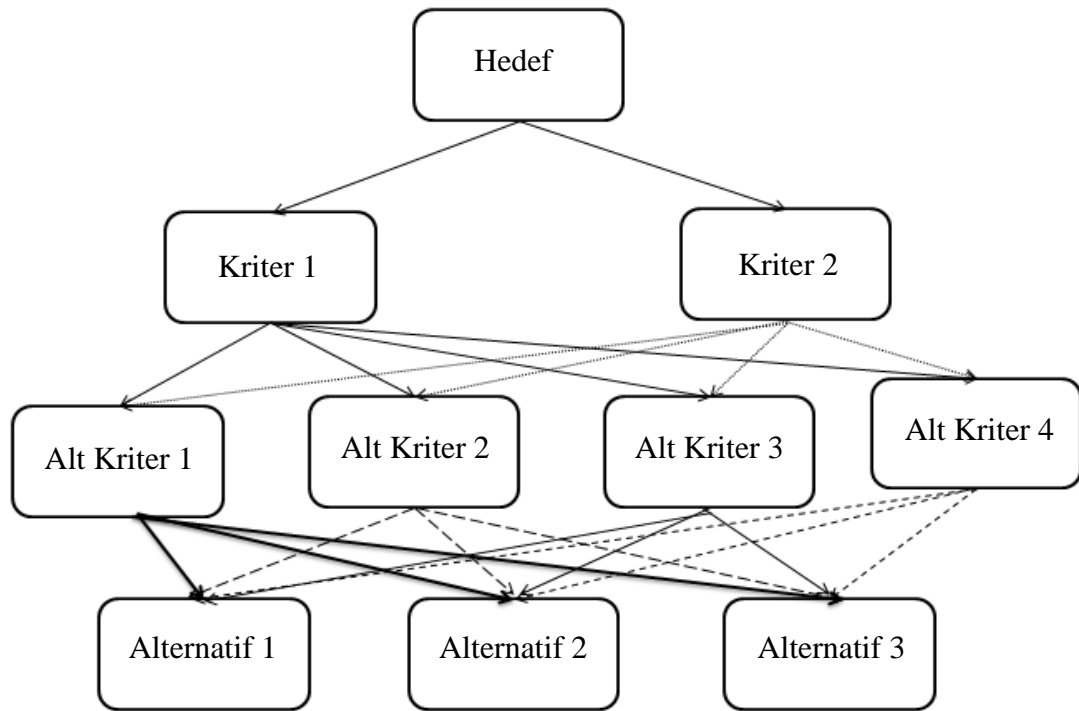 Hedef
Kriter 1
Kriter 2
Alt Kriter 1
Alt Kriter 2
Alt Kriter 3
Alt Kriter 4
Alternatif 1
Alternatif 2
Alternatif 3